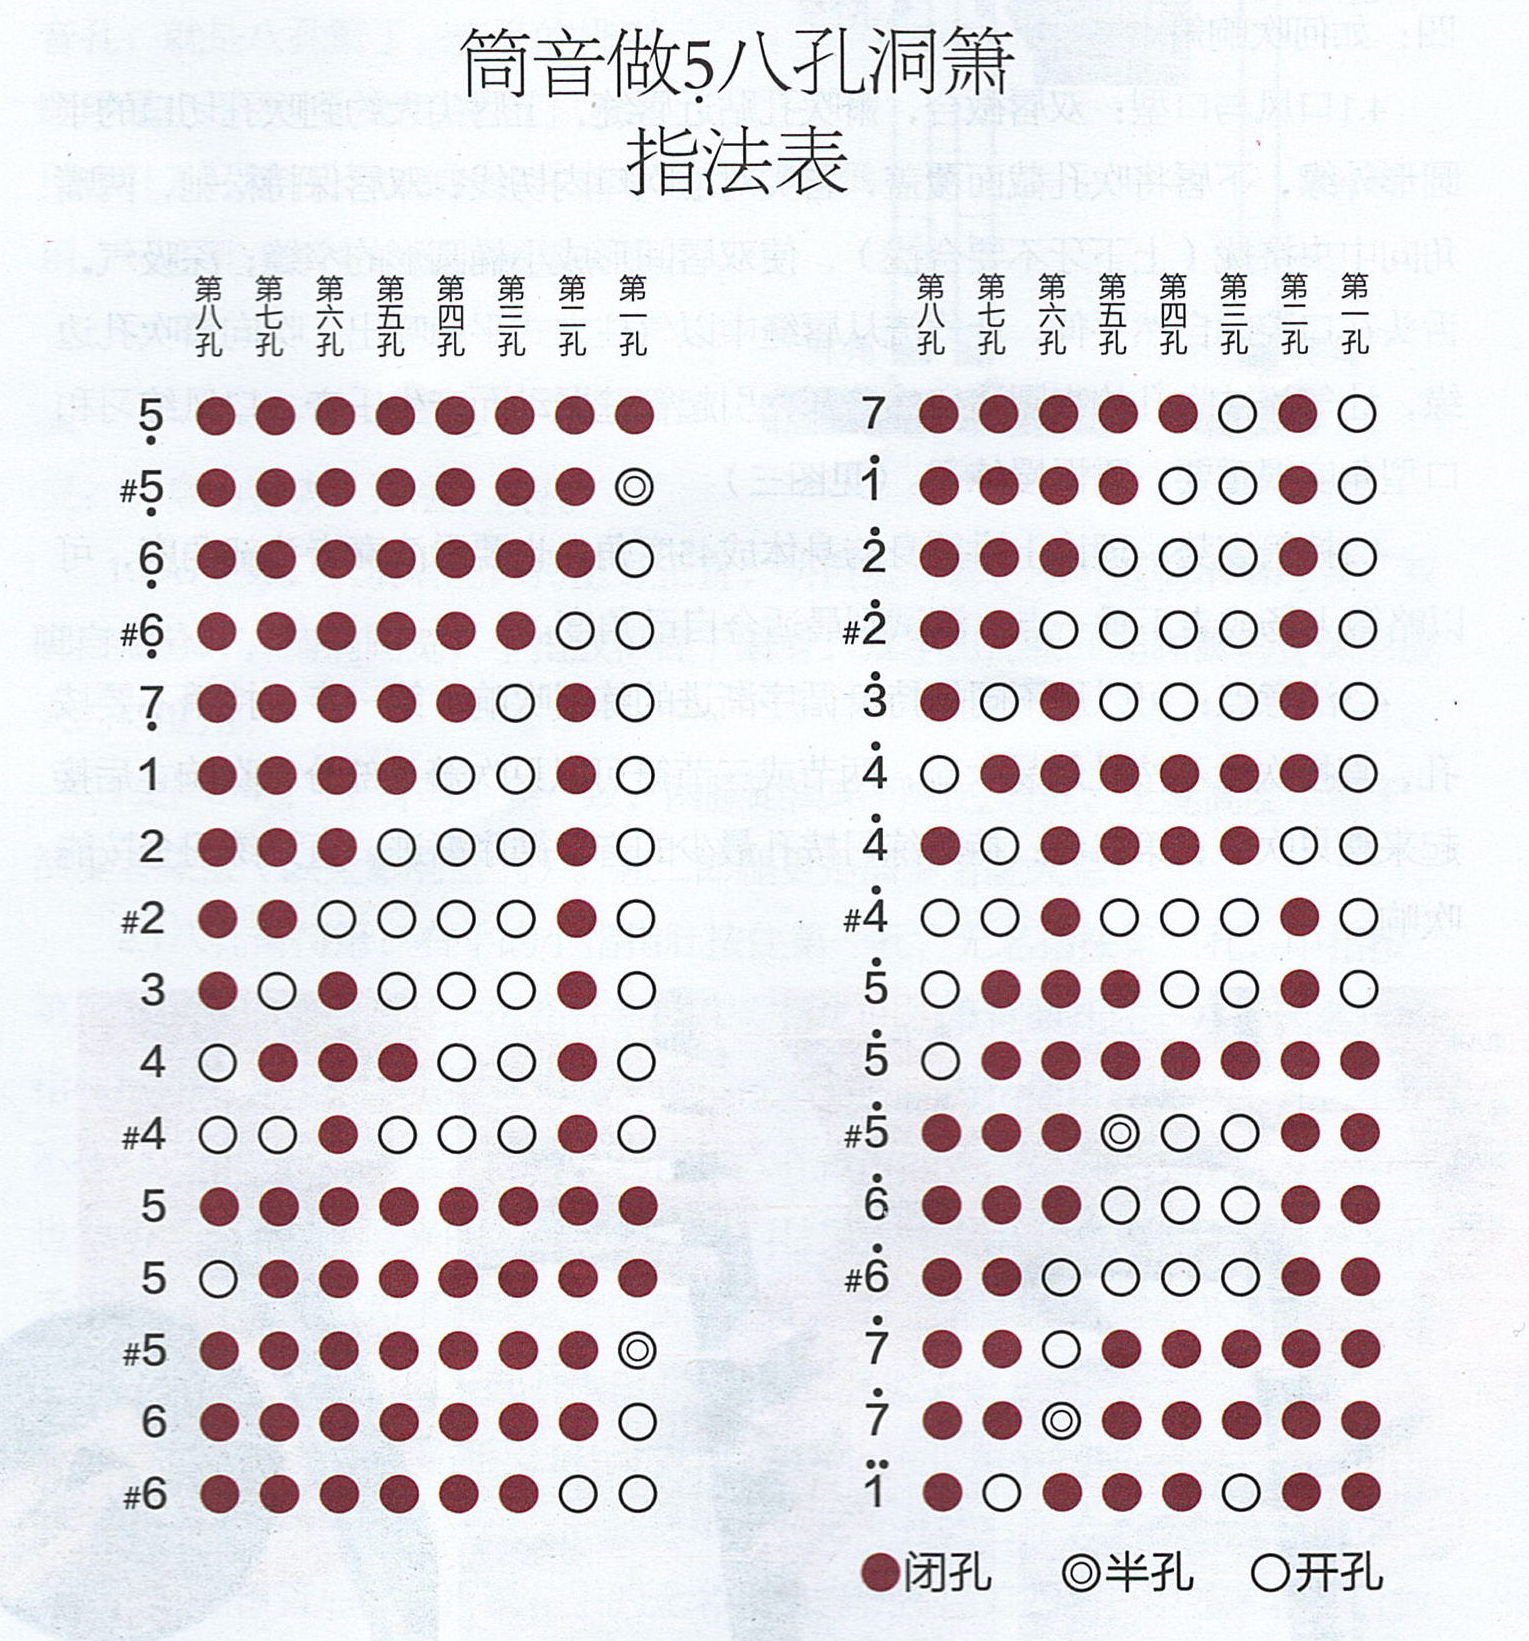 筒音做5̣八孔洞箫
指法表
第八孔 第七孔 第六孔 第五孔 第四孔 第三孔 第二孔 第一孔
5̣ ● ● ● ● ● ● ● ●
#5̣ ● ● ● ● ● ● ● ◎
6̣ ● ● ● ● ● ● ● ○
#6̣ ● ● ● ● ● ● ○ ○
7̣ ● ● ● ● ● ○ ● ○
1 ● ● ● ● ○ ○ ● ○
2 ● ● ● ○ ○ ○ ● ○
#2 ● ● ○ ○ ○ ○ ● ○
3 ● ○ ● ○ ○ ○ ● ○
4 ○ ● ● ● ○ ○ ● ○
#4 ○ ○ ● ○ ○ ○ ● ○
5 ● ● ● ● ● ● ● ●
5 ○ ● ● ● ● ● ● ●
#5 ● ● ● ● ● ● ● ◎
6 ● ● ● ● ● ● ● ○
#6 ● ● ● ● ● ● ○ ○
第八孔 第七孔 第六孔 第五孔 第四孔 第三孔 第二孔 第一孔
7 ● ● ● ● ● ○ ● ○
1̇ ● ● ● ● ○ ○ ● ○
2̇ ● ● ● ○ ○ ○ ● ○
#2̇ ● ● ○ ○ ○ ○ ● ○
3̇ ● ○ ● ○ ○ ○ ● ○
4̇ ○ ● ● ● ● ● ● ○
4̇ ● ○ ● ● ● ● ○ ○
#4̇ ○ ○ ● ○ ○ ○ ● ○
5̇ ○ ● ● ● ○ ○ ● ○
5̇ ○ ● ● ● ● ● ● ●
#5̇ ● ● ● ◎ ○ ○ ● ●
6̇ ● ● ● ○ ○ ○ ● ●
#6̇ ● ● ○ ○ ○ ○ ● ●
7̇ ● ● ○ ● ● ● ● ●
7̇ ● ● ◎ ● ● ● ● ●
1̈ ● ○ ● ● ● ○ ● ●
●闭孔 ◎半孔 ○开孔